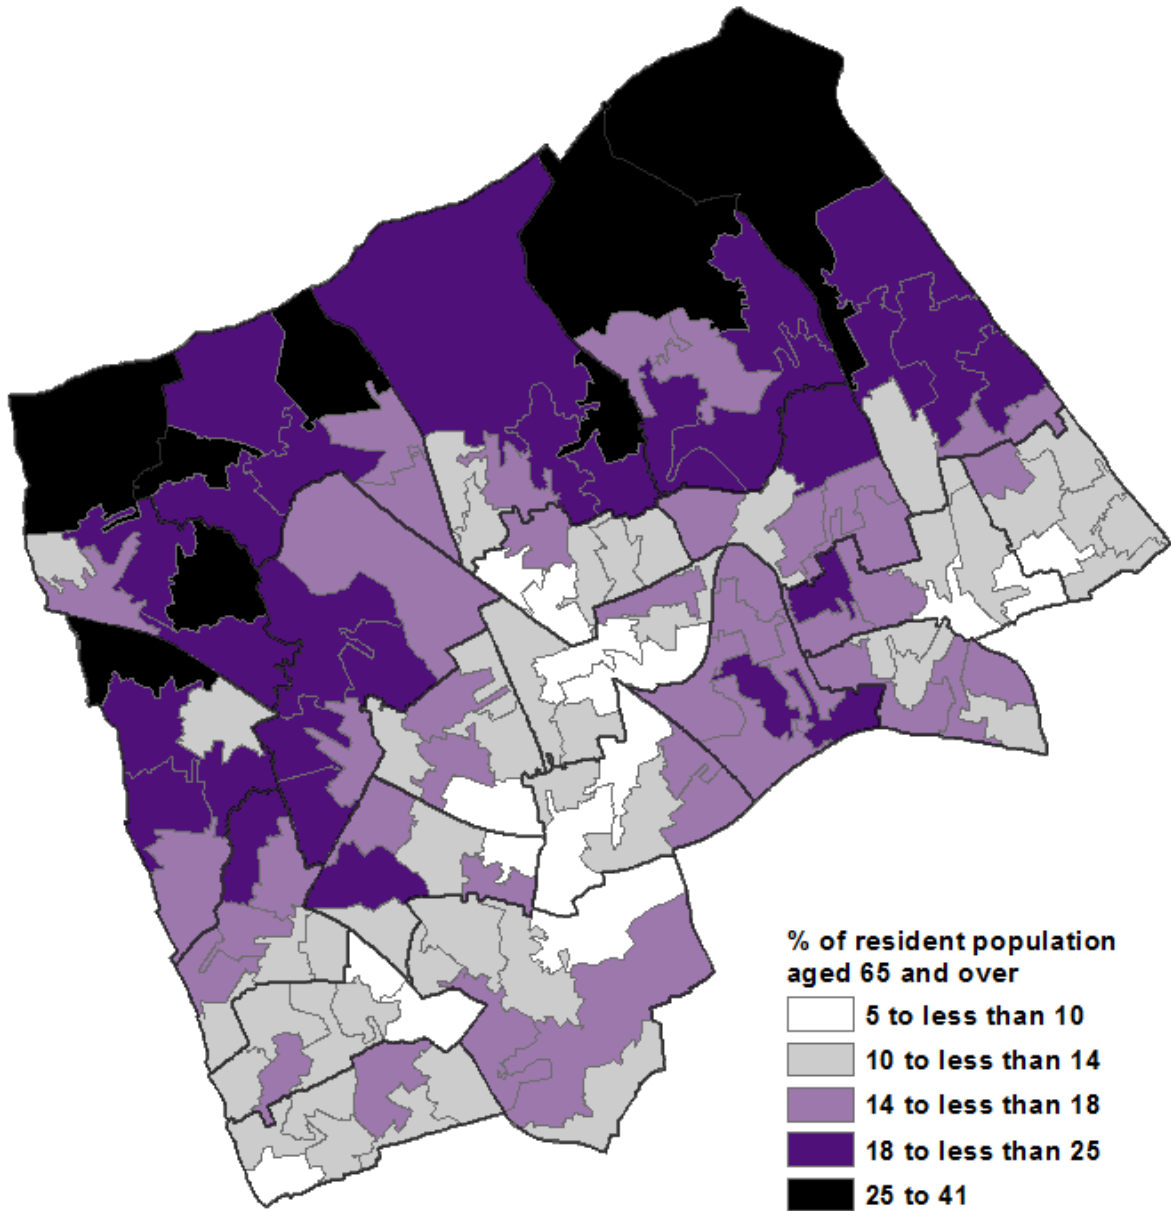 % of resident population
aged 65 and over
5 to less than 10
10 to less than 14
14 to less than 18
18 to less than 25
25 to 41